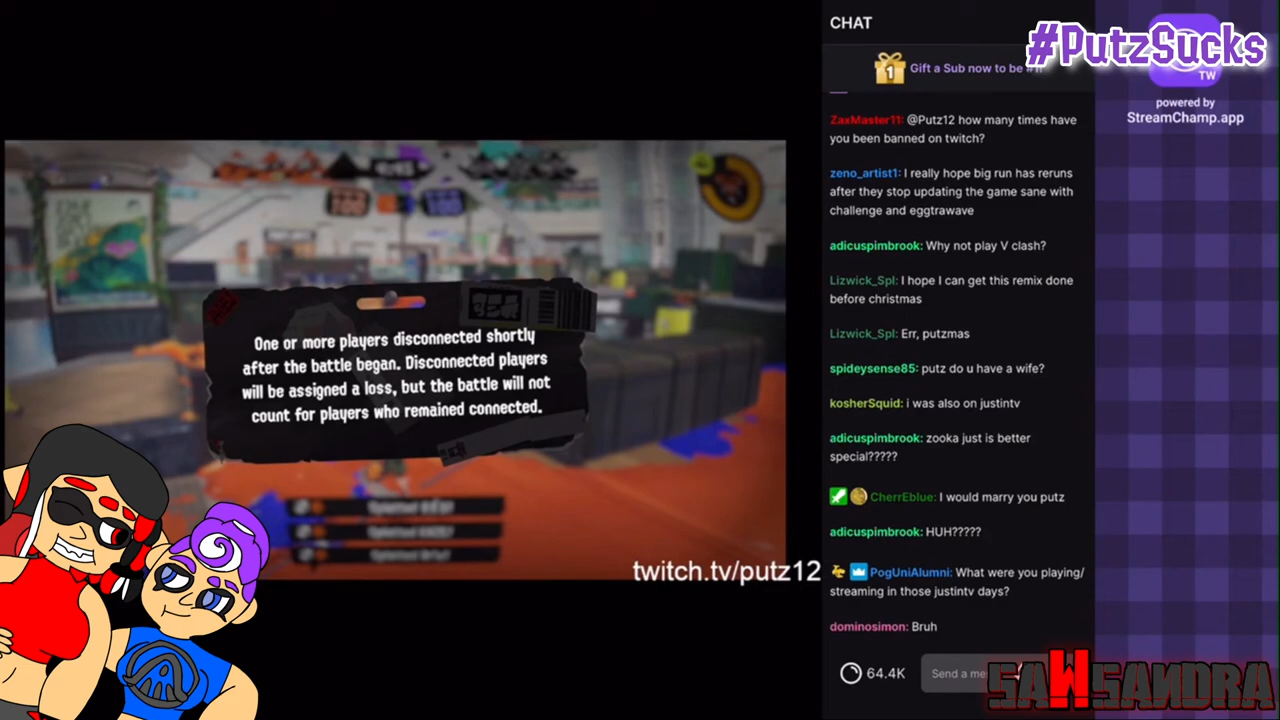 #PutzSucks
CHAT
Gift a Sub now to be #1!
TW
powered by
StreamChamp.app
ZaxMaster11: @Putz12 how many times have
you been banned on twitch?
zeno_artist1: I really hope big run has reruns
after they stop updating the game sane with
challenge and eggtrawave
adicuspimbrook: Why not play V clash?
Lizwick_Spl: I hope I can get this remix done
before christmas
Lizwick_Spl: Err, putzmas
spideysense85: putz do u have a wife?
kosherSquid: i was also on justintv
adicuspimbrook: zooka just is better
special?????
CherrEblue: I would marry you putz
adicuspimbrook: HUH?????
PogUniAlumni: What were you playing/
streaming in those justintv days?
dominosimon: Bruh
64.4K
Send a me
One or more players disconnected shortly
after the battle began. Disconnected players
will be assigned a loss, but the battle will not
count for players who remained connected.
twitch.tv/putz12
SAWSANDRA